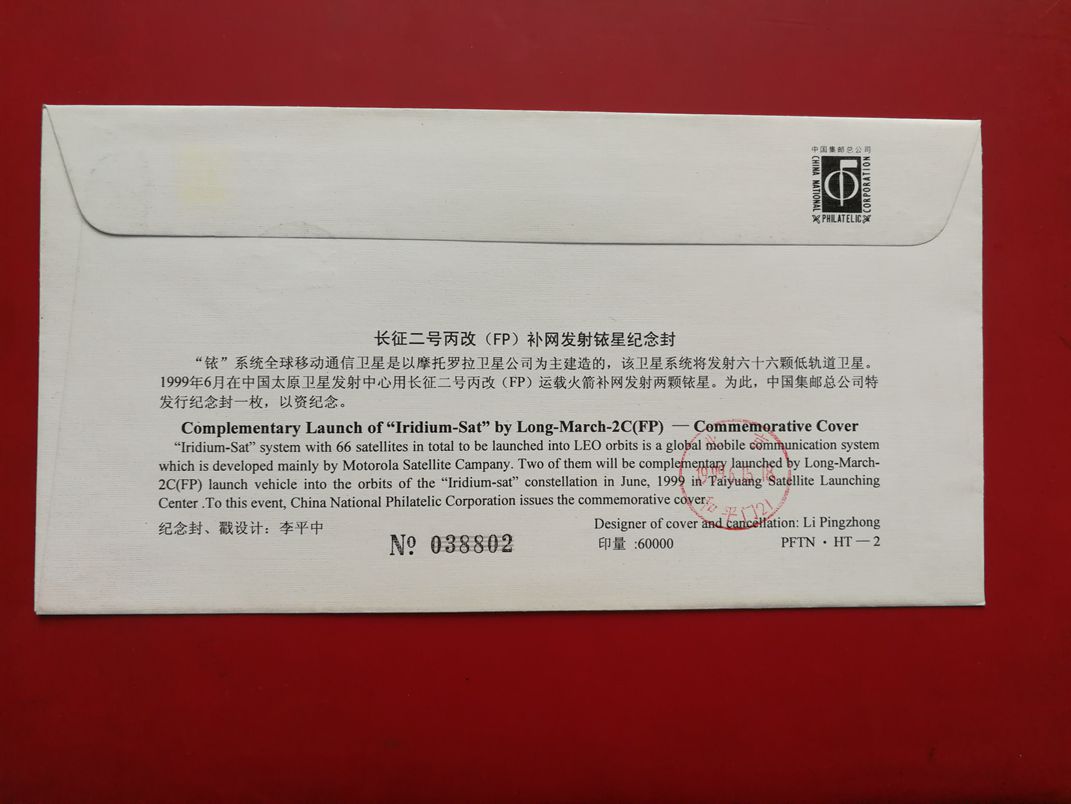 中国集邮总公司
CHINA NATIONAL
PHILATELIC
CORPORATION
长征二号丙改（FP）补网发射铱星纪念封
“铱”系统全球移动通信卫星是以摩托罗拉卫星公司为主建造的，该卫星系统将发射六十六颗低轨道卫星。
1999年6月在中国太原卫星发射中心用长征二号丙改（FP）运载火箭补网发射两颗铱星。为此，中国集邮总公司特
发行纪念封一枚，以资纪念。
Complementary Launch of “Iridium-Sat” by Long-March-2C(FP) — Commemorative Cover
“Iridium-Sat” system with 66 satellites in total to be launched into LEO orbits is a global mobile communication system
which is developed mainly by Motorola Satellite Campany. Two of them will be complementary launched by Long-March-
2C(FP) launch vehicle into the orbits of the “Iridium-sat” constellation in June, 1999 in Taiyuang Satellite Launching
Center .To this event, China National Philatelic Corporation issues the commemorative cover.
北京
1999.6.15.18
和平门21
纪念封、戳设计：李平中
Designer of cover and cancellation: Li Pingzhong
№ 038802
印量 :60000
PFTN · HT — 2